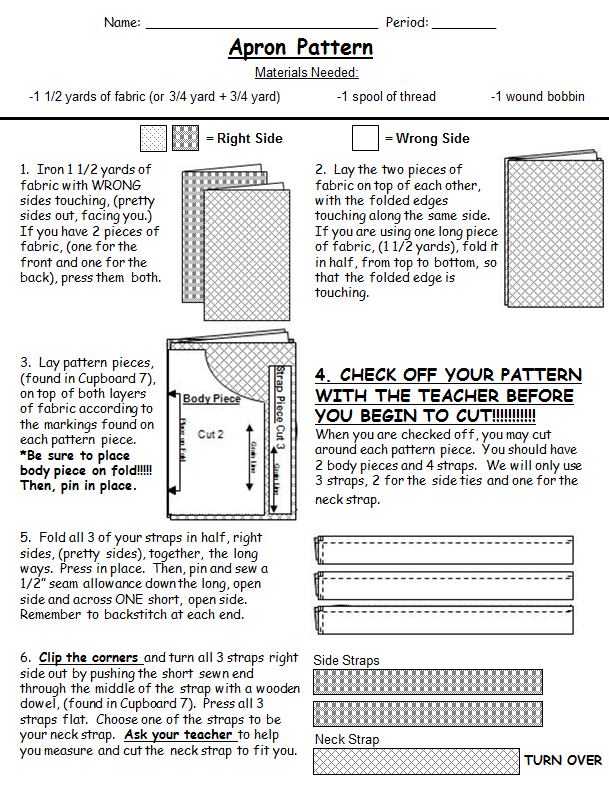 Name: ________________________________ Period: _________
Apron Pattern
Materials Needed:
-1 1/2 yards of fabric (or 3/4 yard + 3/4 yard) -1 spool of thread -1 wound bobbin
= Right Side = Wrong Side
1. Iron 1 1/2 yards of
fabric with WRONG
sides touching, (pretty
sides out, facing you.)
If you have 2 pieces of
fabric, (one for the
front and one for the
back), press them both.
2. Lay the two pieces of
fabric on top of each other,
with the folded edges
touching along the same side.
If you are using one long piece
of fabric, (1 1/2 yards), fold it
in half, from top to bottom, so
that the folded edge is
touching.
3. Lay pattern pieces,
(found in Cupboard 7),
on top of both layers
of fabric according to
the markings found on
each pattern piece.
*Be sure to place
body piece on fold!!!!!
Then, pin in place.
Body Piece
Cut 2
Place on Fold
Grain Line
Strap Piece Cut 3
Grain Line
4. CHECK OFF YOUR PATTERN
WITH THE TEACHER BEFORE
YOU BEGIN TO CUT!!!!!!!!!!!
When you are checked off, you may cut
around each pattern piece. You should have
2 body pieces and 4 straps. We will only use
3 straps, 2 for the side ties and one for the
neck strap.
5. Fold all 3 of your straps in half, right
sides, (pretty sides), together, the long
ways. Press in place. Then, pin and sew a
1/2” seam allowance down the long, open
side and across ONE short, open side.
Remember to backstitch at each end.
6. Clip the corners and turn all 3 straps right
side out by pushing the short sewn end
through the middle of the strap with a wooden
dowel, (found in Cupboard 7). Press all 3
straps flat. Choose one of the straps to be
your neck strap. Ask your teacher to help
you measure and cut the neck strap to fit you.
Side Straps
Neck Strap
TURN OVER